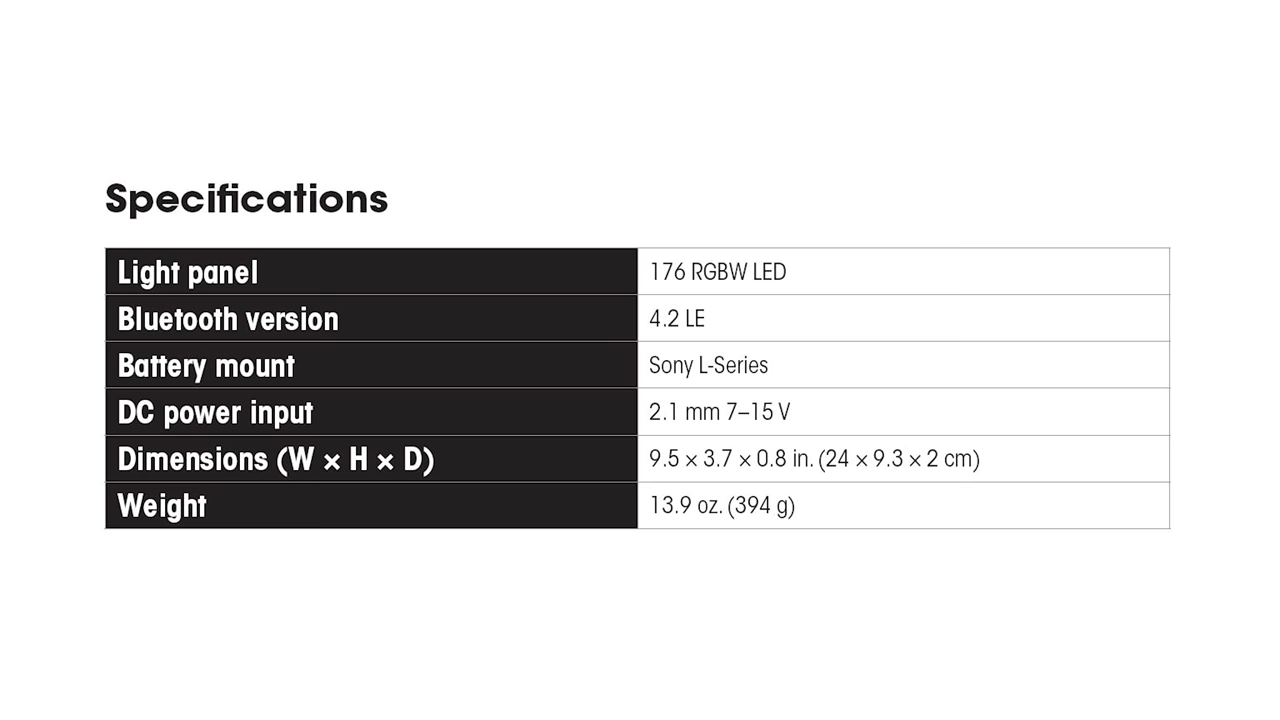 Specifications
Light panel 176 RGBW LED
Bluetooth version 4.2 LE
Battery mount Sony L-Series
DC power input 2.1 mm 7–15 V
Dimensions (W × H × D) 9.5 × 3.7 × 0.8 in. (24 × 9.3 × 2 cm)
Weight 13.9 oz. (394 g)